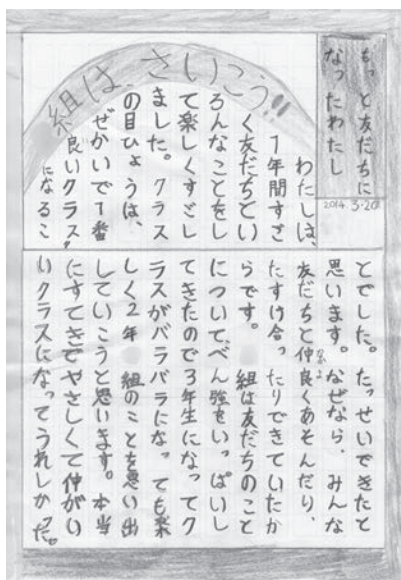 もっと友だちに
なったわたし
2014.3.20
組は、さいこう!!
わたしは、
1年間すざ
く友だちとい
ろんなことをし
て楽しくすごし
ました。クラス
の目ひょうは、
“ぜかいで1番
良いクラス”
になるこ
とでした。たっせいできたと
思います。なぜなら、みんな
友だちと仲良くあそんだり、
なかよ
たすけ合ったりできていたか
らです。 組は友だちのこと
について、べん強をいっぱいし
てきたので3年生になってク
ラスがバラバラになっても楽
しく2年 組のことを思い出
していこうと思います。本当
にすてきでやさしくて仲がい
いクラスになってうれしかった。